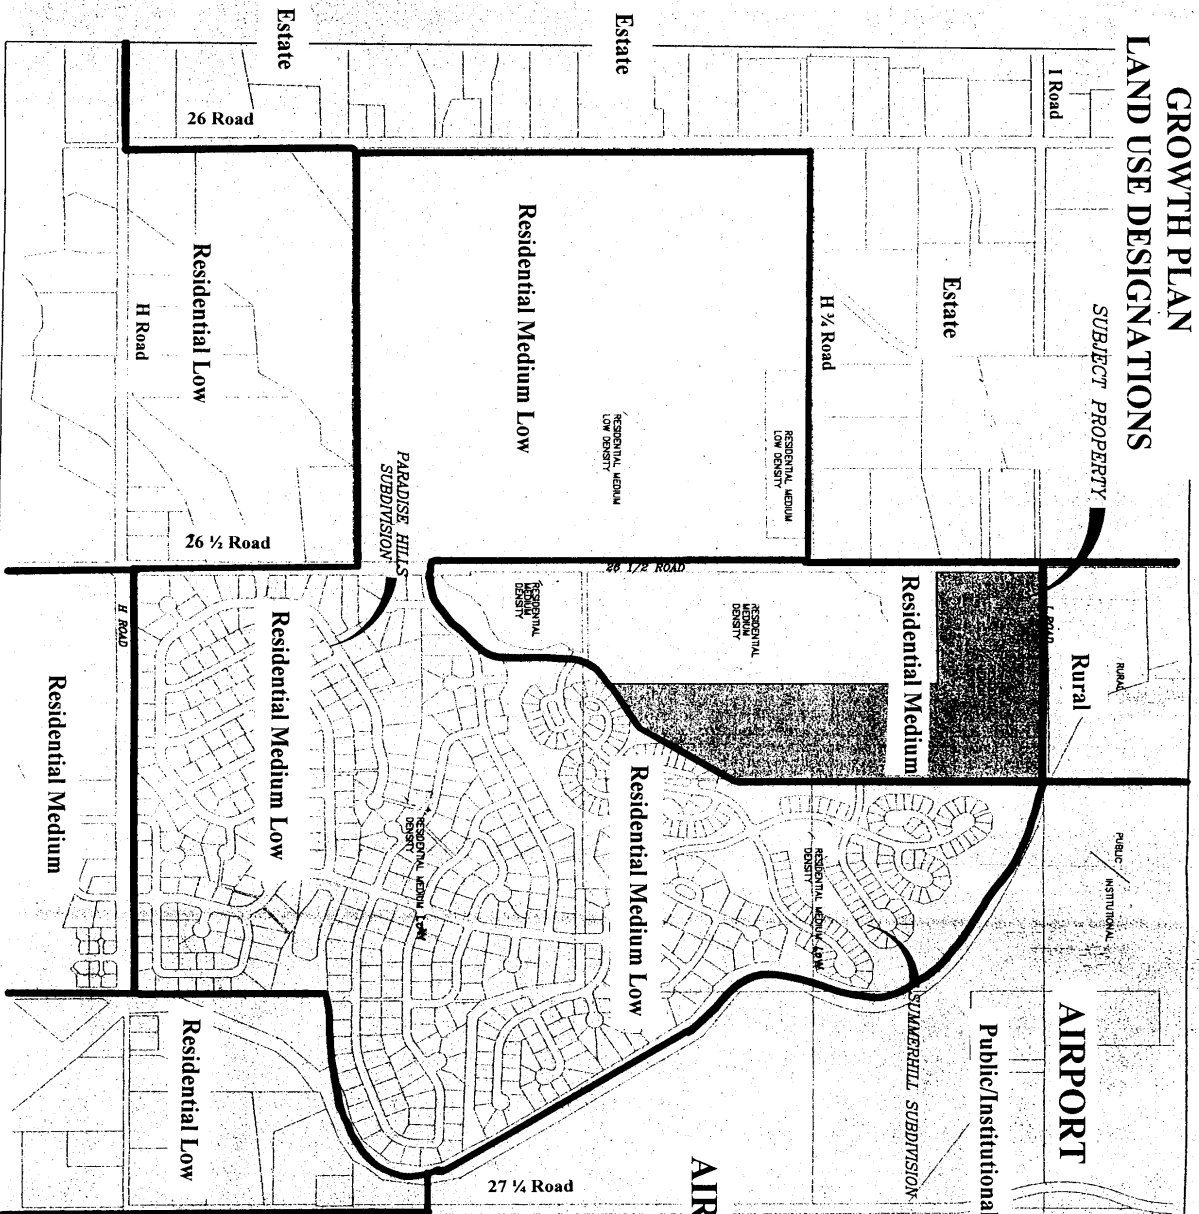 GROWTH PLAN
LAND USE DESIGNATIONS
I Road
SUBJECT PROPERTY
Estate
Estate
Estate
26 Road
H ¾ Road
Residential Medium Low
RESIDENTIAL MEDIUM
LOW DENSITY
RESIDENTIAL MEDIUM
LOW DENSITY
Residential Low
H Road
26 ½ Road
PARADISE HILLS
SUBDIVISION
26 1/2 ROAD
RURAL
Rural
I ROAD
Residential Medium
RESIDENTIAL
MEDIUM
DENSITY
RESIDENTIAL
MEDIUM
DENSITY
H ROAD
Residential Medium Low
Residential Medium
Residential Medium Low
RESIDENTIAL MEDIUM LOW
DENSITY
RESIDENTIAL MEDIUM LOW
DENSITY
PUBLIC
INSTITUTIONAL
AIRPORT
Public/Institutional
SUMMERHILL SUBDIVISION
Residential Low
27 ¼ Road
AIR